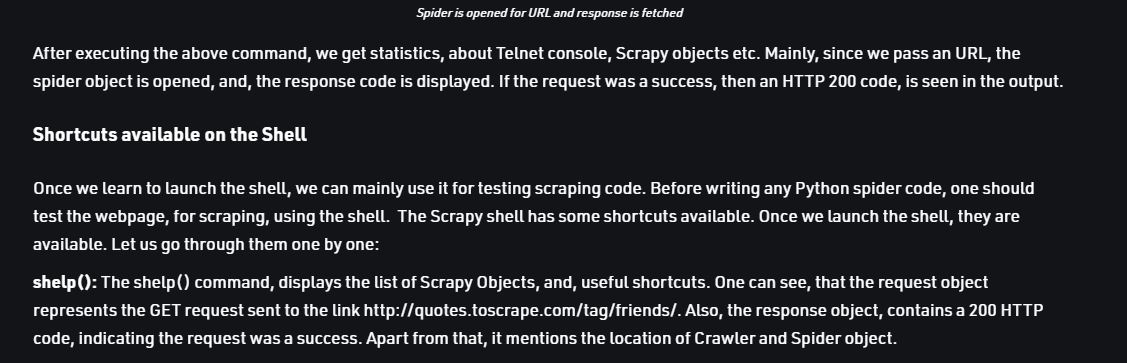 Spider is opened for URL and response is fetched
After executing the above command, we get statistics, about Telnet console, Scrapy objects etc. Mainly, since we pass an URL, the
spider object is opened, and, the response code is displayed. If the request was a success, then an HTTP 200 code, is seen in the output.
Shortcuts available on the Shell
Once we learn to launch the shell, we can mainly use it for testing scraping code. Before writing any Python spider code, one should
test the webpage, for scraping, using the shell.  The Scrapy shell has some shortcuts available. Once we launch the shell, they are
available. Let us go through them one by one:
shelp(): The shelp() command, displays the list of Scrapy Objects, and, useful shortcuts. One can see, that the request object
represents the GET request sent to the link http://quotes.toscrape.com/tag/friends/. Also, the response object, contains a 200 HTTP
code, indicating the request was a success. Apart from that, it mentions the location of Crawler and Spider object.